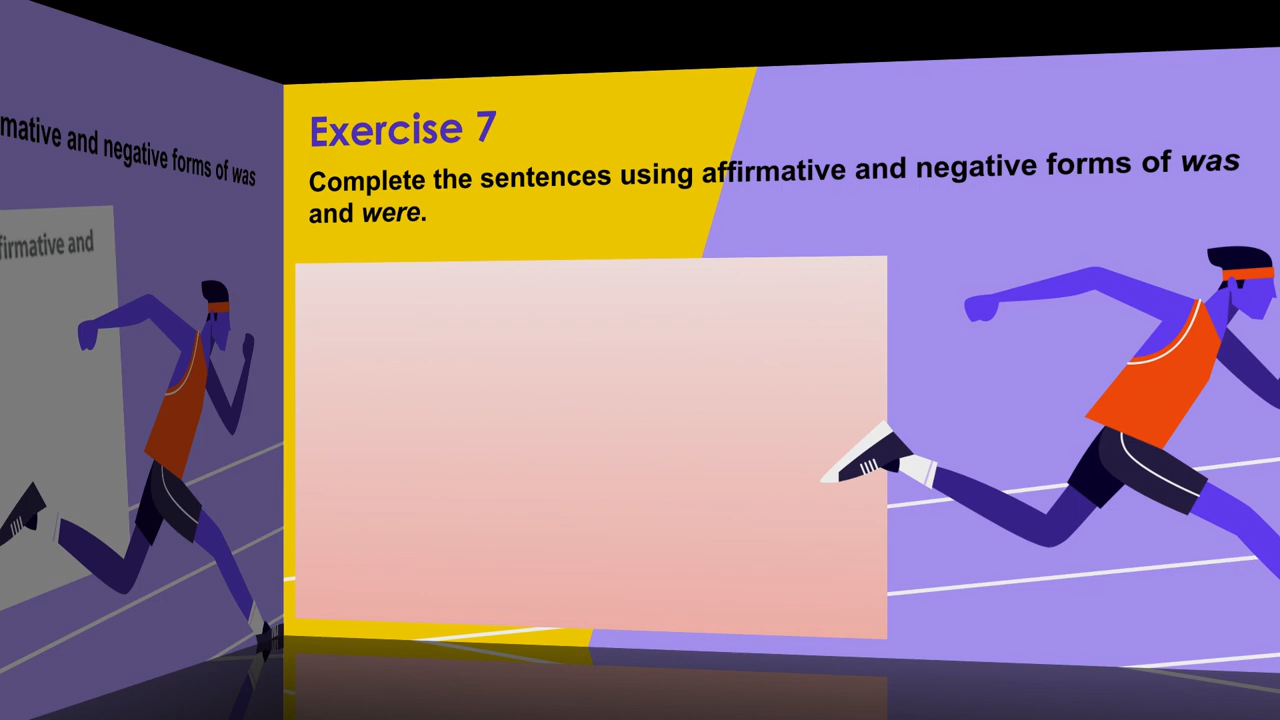 mative and negative forms of was
firmative and
Exercise 7
Complete the sentences using affirmative and negative forms of was
and were.